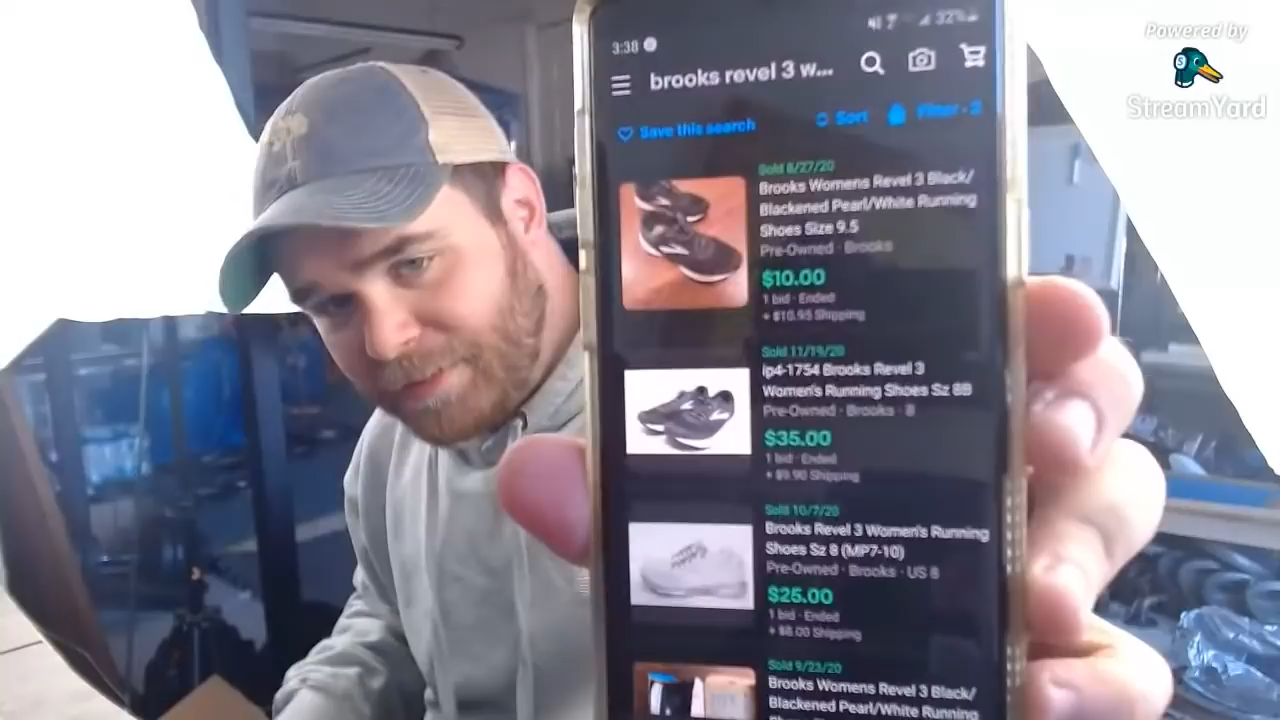 Powered by
StreamYard
3:38
32%
brooks revel 3 w...
Save this search
Sort
Filter · 2
Sold 8/27/20
Brooks Womens Revel 3 Black/
Blackened Pearl/White Running
Shoes Size 9.5
Pre-Owned · Brooks
$10.00
1 bid · Ended
+ $10.95 Shipping
Sold 11/19/20
ip4-1754 Brooks Revel 3
Women's Running Shoes Sz 8B
Pre-Owned · Brooks · 8
$35.00
1 bid · Ended
+ $9.90 Shipping
Sold 10/7/20
Brooks Revel 3 Women's Running
Shoes Sz 8 (MP7-10)
Pre-Owned · Brooks · US 8
$25.00
1 bid · Ended
+ $8.00 Shipping
Sold 9/23/20
Brooks Womens Revel 3 Black/
Blackened Pearl/White Running